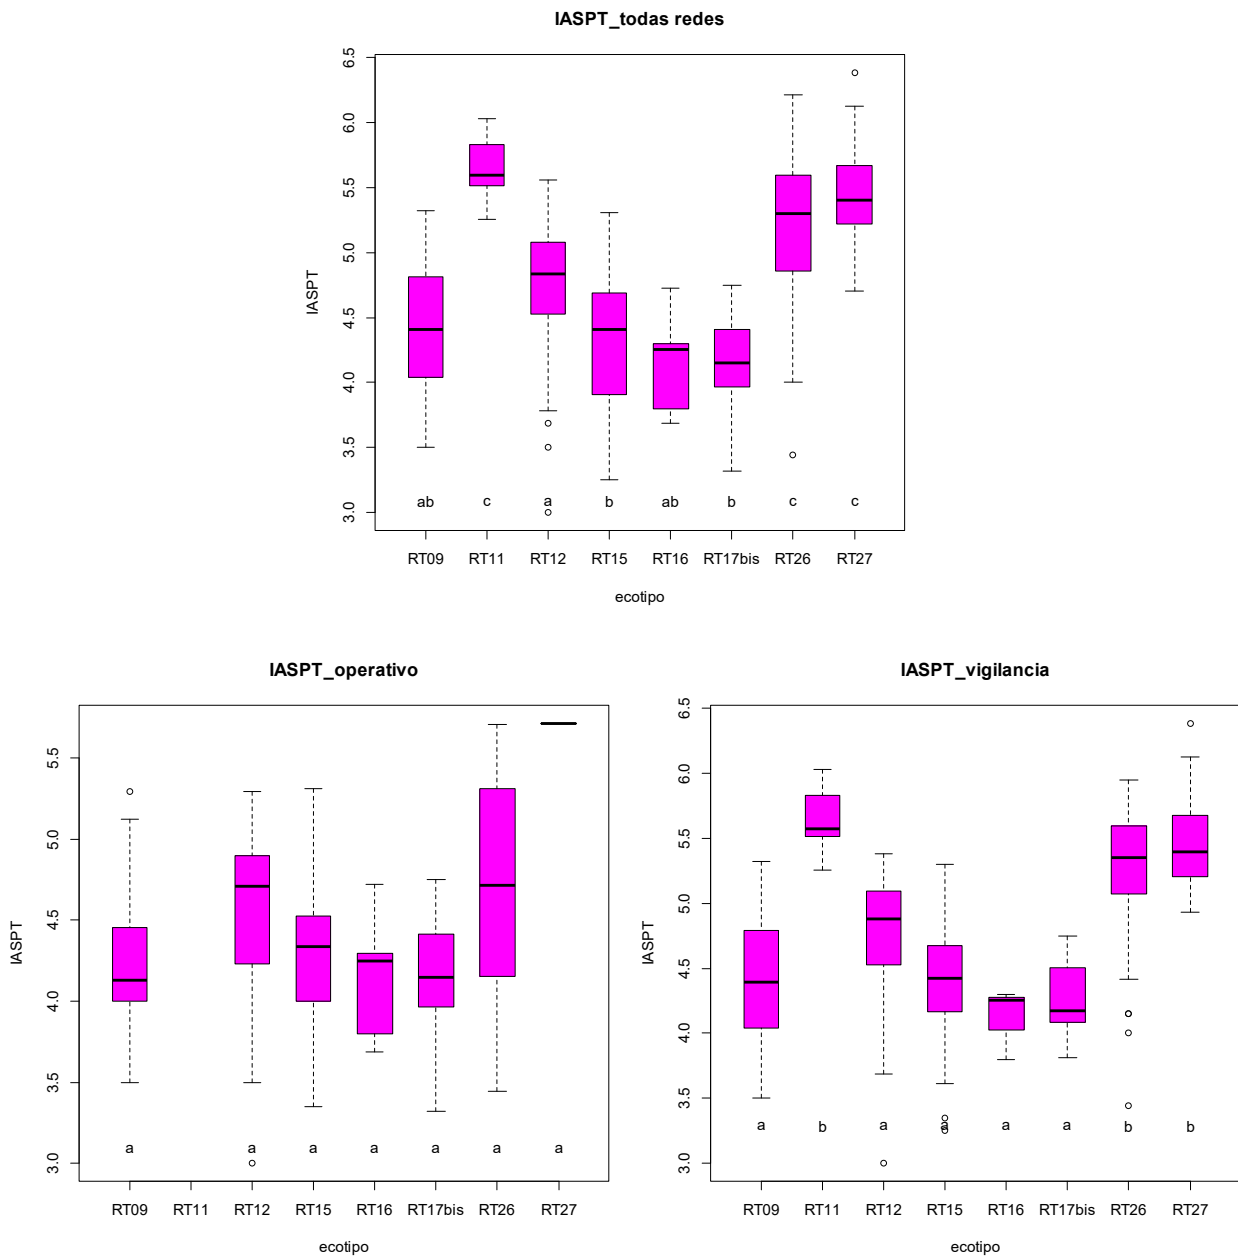 IASPT_todas redes
6.5
6.0
5.5
5.0
4.5
4.0
3.5
3.0
IASPT
ab c a b ab b c c
RT09 RT11 RT12 RT15 RT16 RT17bis RT26 RT27
ecotipo
IASPT_operativo
5.5
5.0
4.5
4.0
3.5
3.0
IASPT
a a a a a a a
RT09 RT11 RT12 RT15 RT16 RT17bis RT26 RT27
ecotipo
IASPT_vigilancia
6.5
6.0
5.5
5.0
4.5
4.0
3.5
3.0
IASPT
a b a a a a b b
RT09 RT11 RT12 RT15 RT16 RT17bis RT26 RT27
ecotipo